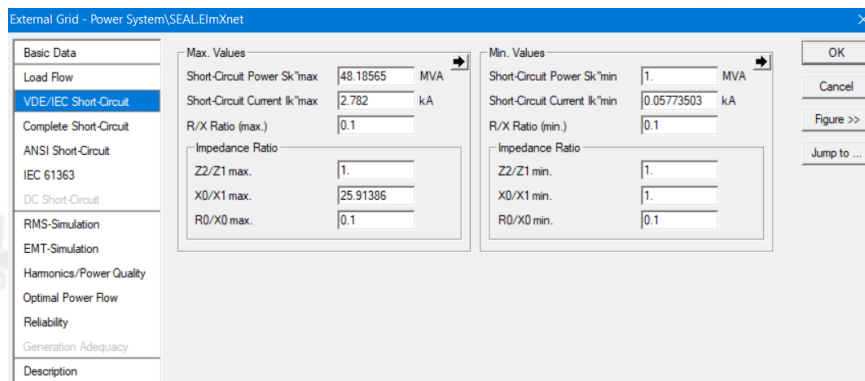 External Grid - Power System\SEAL.ElmXnet
Basic Data
Load Flow
VDE/IEC Short-Circuit
Complete Short-Circuit
ANSI Short-Circuit
IEC 61363
DC Short-Circuit
RMS-Simulation
EMT-Simulation
Harmonics/Power Quality
Optimal Power Flow
Reliability
Generation Adequacy
Description
Max. Values
Short-Circuit Power Sk"max 48.18565 MVA
Short-Circuit Current Ik"max 2.782 kA
R/X Ratio (max.) 0.1
Impedance Ratio
Z2/Z1 max. 1.
X0/X1 max. 25.91386
R0/X0 max. 0.1
Min. Values
Short-Circuit Power Sk"min 1. MVA
Short-Circuit Current Ik"min 0.05773503 kA
R/X Ratio (min.) 0.1
Impedance Ratio
Z2/Z1 min. 1.
X0/X1 min. 1.
R0/X0 min. 0.1
OK
Cancel
Figure >>
Jump to ...